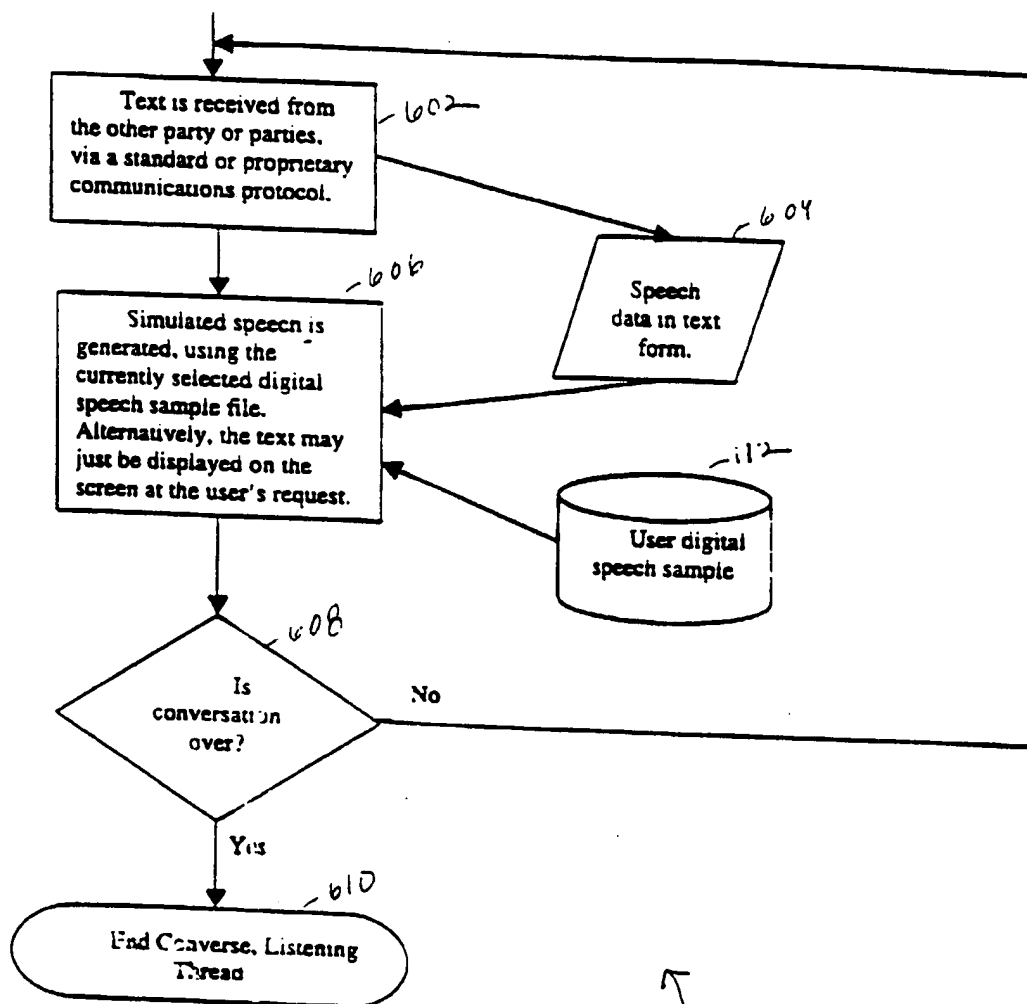 Text is received from
the other party or parties,
via a standard or proprietary
communications protocol.
602
604
Speech
data in text
form.
606
Simulated speech is
generated, using the
currently selected digital
speech sample file.
Alternatively, the text may
just be displayed on the
screen at the user's request.
112
User digital
speech sample
608
Is
conversation
over?
No
Yes
610
End Converse, Listening
Thread